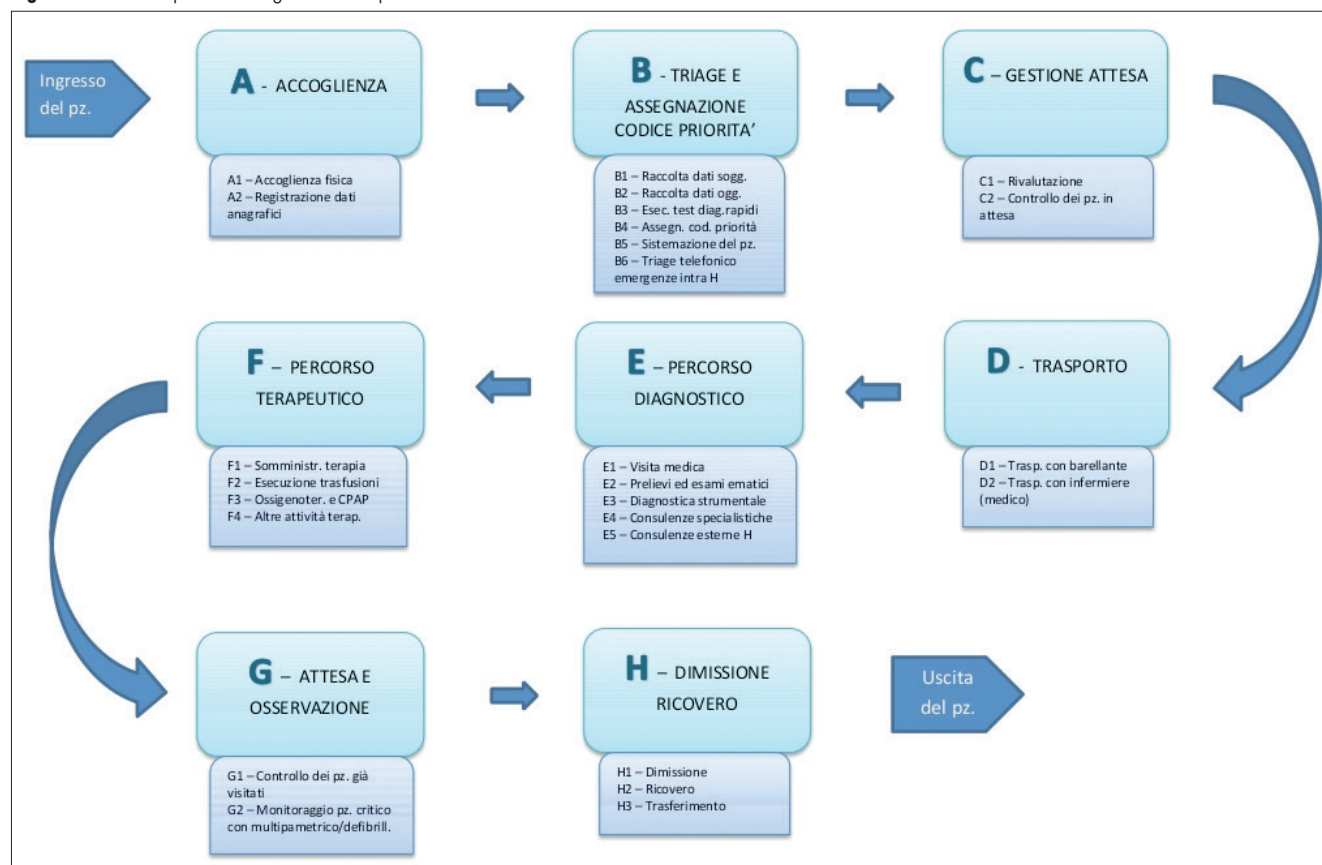 Ingresso
del pz.
A - ACCOGLIENZA
A1 – Accoglienza fisica
A2 – Registrazione dati
anagrafici
B - TRIAGE E
ASSEGNAZIONE
CODICE PRIORITA'
B1 – Raccolta dati sogg.
B2 – Raccolta dati ogg.
B3 – Esec. test diag.rapidi
B4 – Assegn. cod. priorità
B5 – Sistemazione del pz.
B6 – Triage telefonico
emergenze intra H
C – GESTIONE ATTESA
C1 – Rivalutazione
C2 – Controllo dei pz. in
attesa
D - TRASPORTO
D1 – Trasp. con barellante
D2 – Trasp. con infermiere
(medico)
E – PERCORSO
DIAGNOSTICO
E1 – Visita medica
E2 – Prelievi ed esami ematici
E3 – Diagnostica strumentale
E4 – Consulenze specialistiche
E5 – Consulenze esterne H
F – PERCORSO
TERAPEUTICO
F1 – Somministr. terapia
F2 – Esecuzione trasfusioni
F3 – Ossigenoter. e CPAP
F4 – Altre attività terap.
G – ATTESA E
OSSERVAZIONE
G1 – Controllo dei pz. già
visitati
G2 – Monitoraggio pz. critico
con multipametrico/defibrill.
H – DIMISSIONE
RICOVERO
H1 – Dimissione
H2 – Ricovero
H3 – Trasferimento
Uscita
del pz.